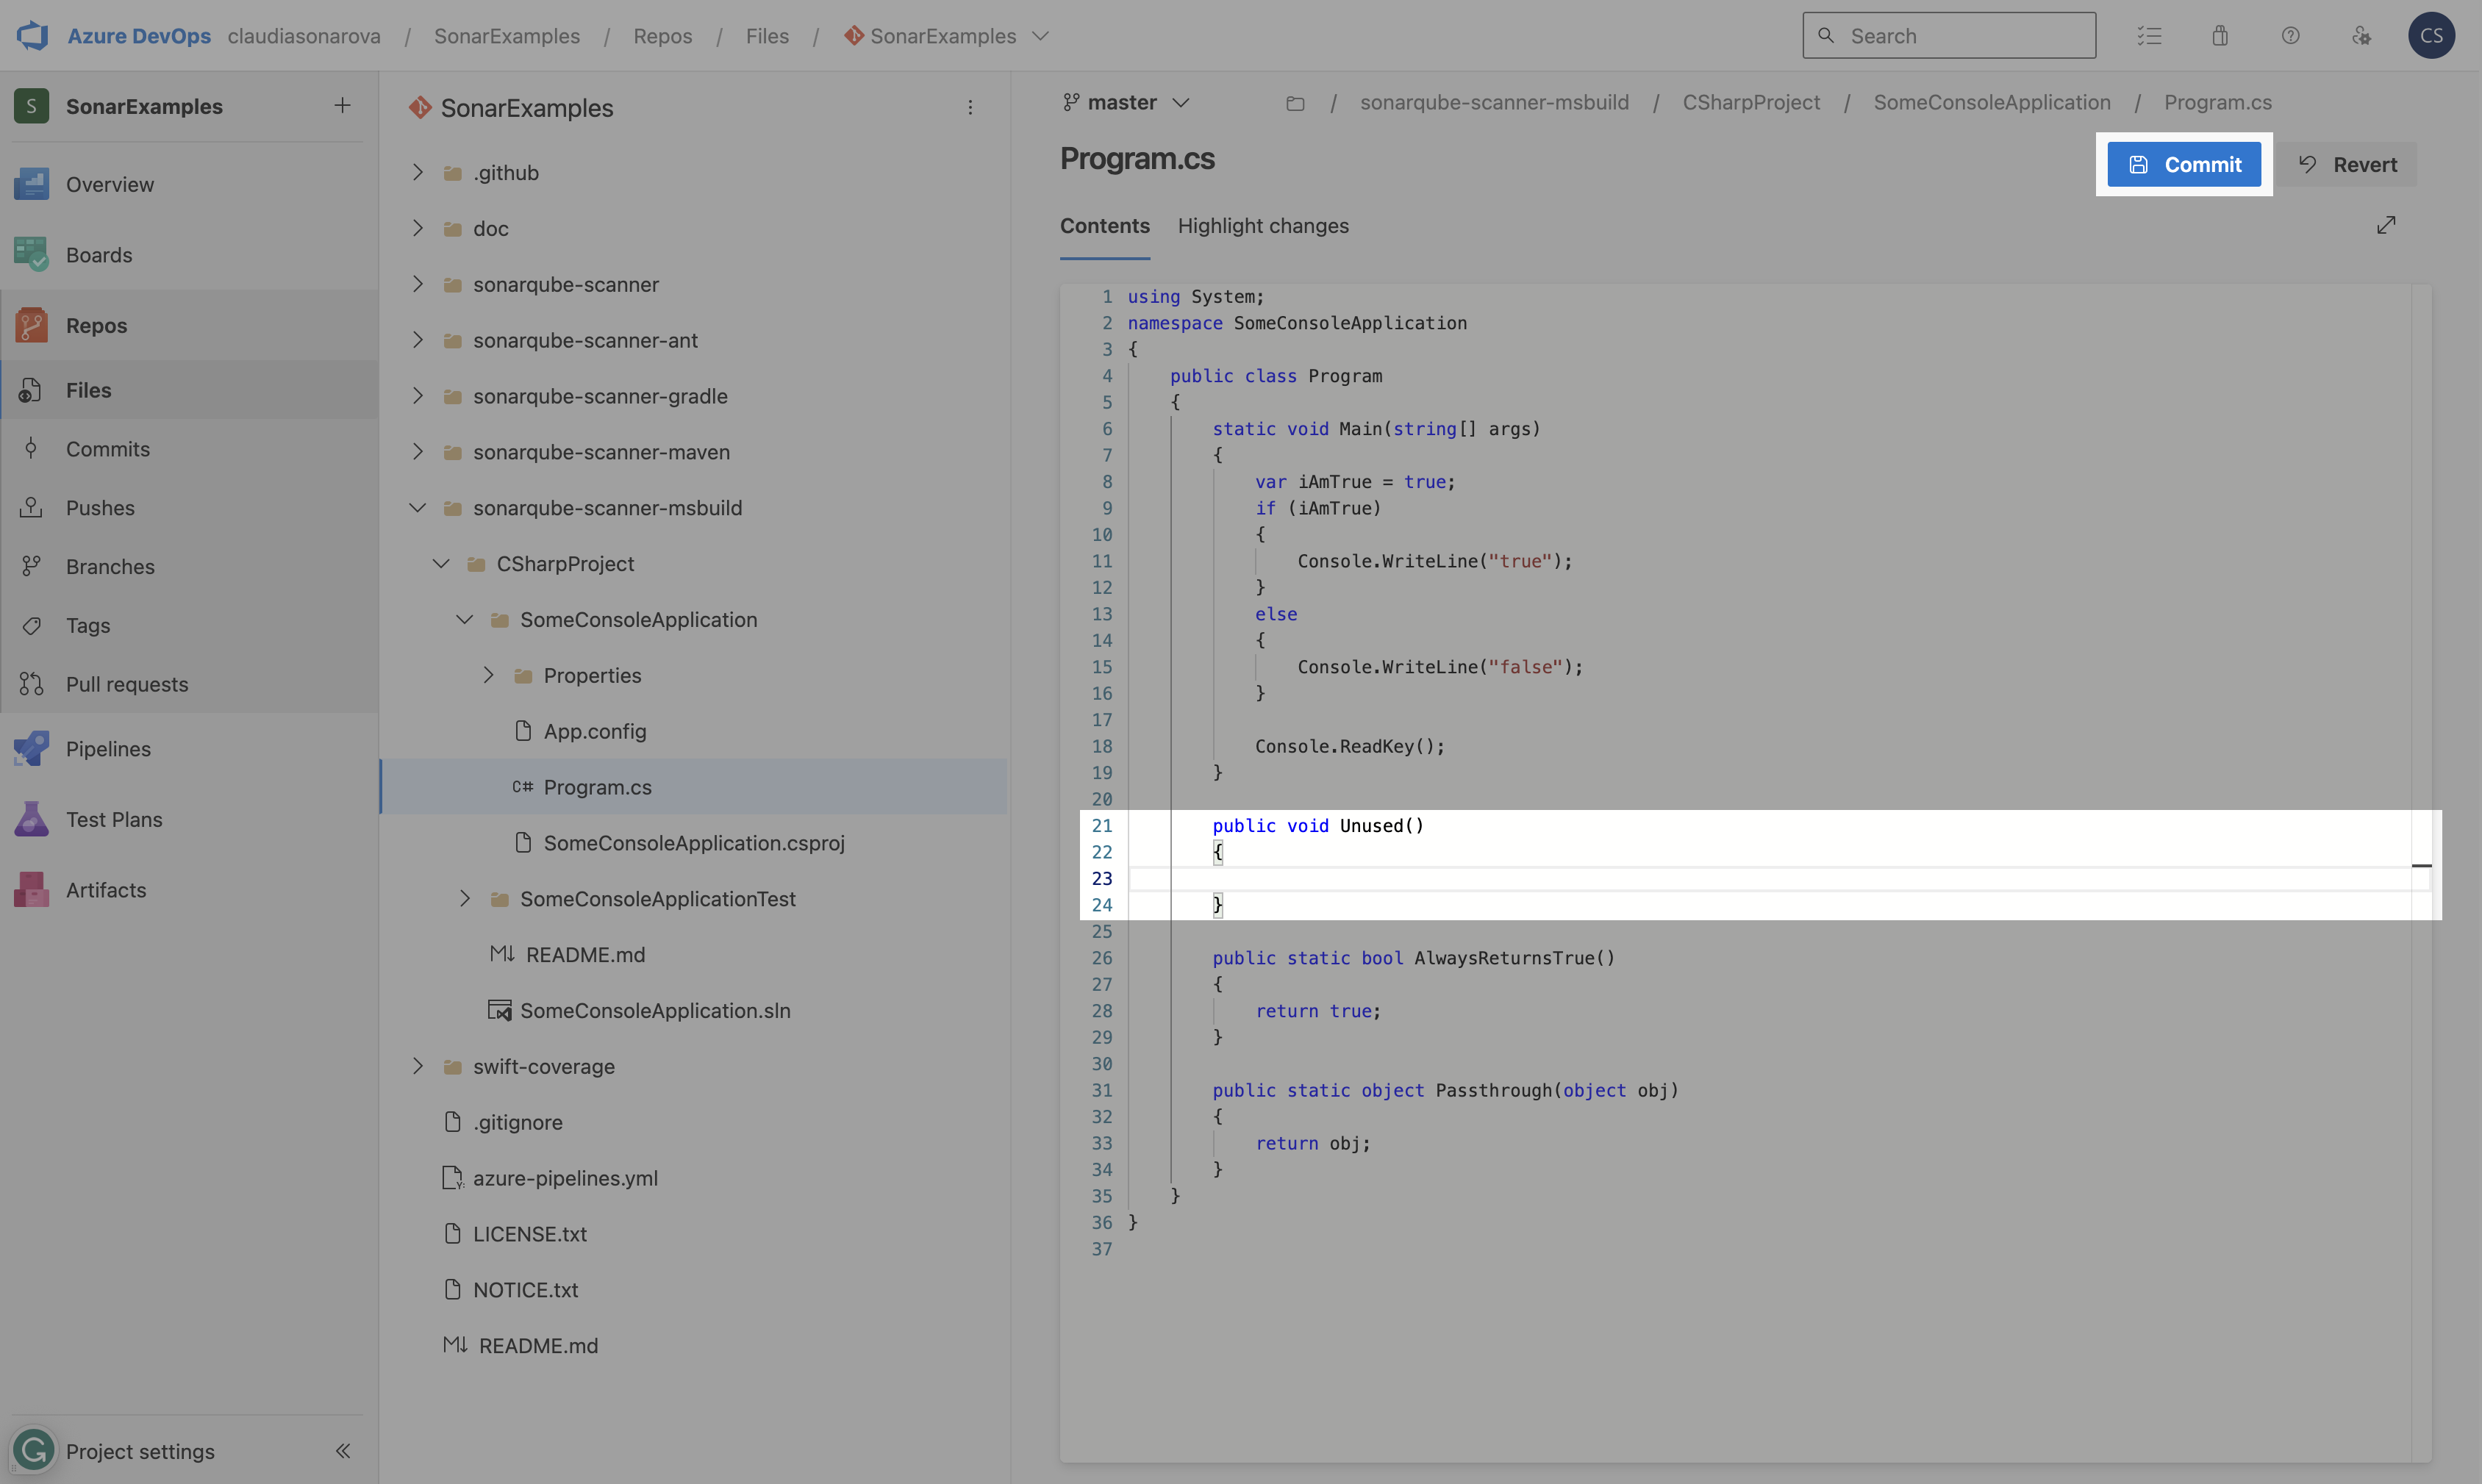 Azure DevOps claudiasonarova / SonarExamples / Repos / Files / SonarExamples
Search
CS
S SonarExamples
Overview
Boards
Repos
Files
Commits
Pushes
Branches
Tags
Pull requests
Pipelines
Test Plans
Artifacts
Project settings
SonarExamples
.github
doc
sonarqube-scanner
sonarqube-scanner-ant
sonarqube-scanner-gradle
sonarqube-scanner-maven
sonarqube-scanner-msbuild
CSharpProject
SomeConsoleApplication
Properties
App.config
C# Program.cs
SomeConsoleApplication.csproj
SomeConsoleApplicationTest
M↓ README.md
SomeConsoleApplication.sln
swift-coverage
.gitignore
azure-pipelines.yml
LICENSE.txt
NOTICE.txt
M↓ README.md
master / sonarqube-scanner-msbuild / CSharpProject / SomeConsoleApplication / Program.cs
Program.cs
Commit
Revert
Contents Highlight changes
1 using System;
2 namespace SomeConsoleApplication
3 {
4 public class Program
5 {
6 static void Main(string[] args)
7 {
8 var iAmTrue = true;
9 if (iAmTrue)
10 {
11 Console.WriteLine("true");
12 }
13 else
14 {
15 Console.WriteLine("false");
16 }
17
18 Console.ReadKey();
19 }
20
21 public void Unused()
22 {
23
24 }
25
26 public static bool AlwaysReturnsTrue()
27 {
28 return true;
29 }
30
31 public static object Passthrough(object obj)
32 {
33 return obj;
34 }
35 }
36 }
37